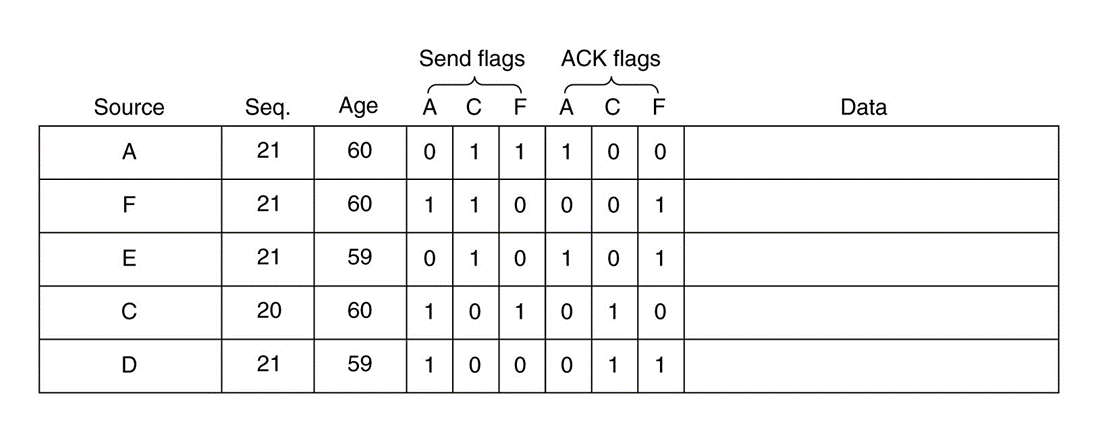 Send flags ACK flags
Source Seq. Age A C F A C F Data
A 21 60 0 1 1 1 0 0
F 21 60 1 1 0 0 0 1
E 21 59 0 1 0 1 0 1
C 20 60 1 0 1 0 1 0
D 21 59 1 0 0 0 1 1